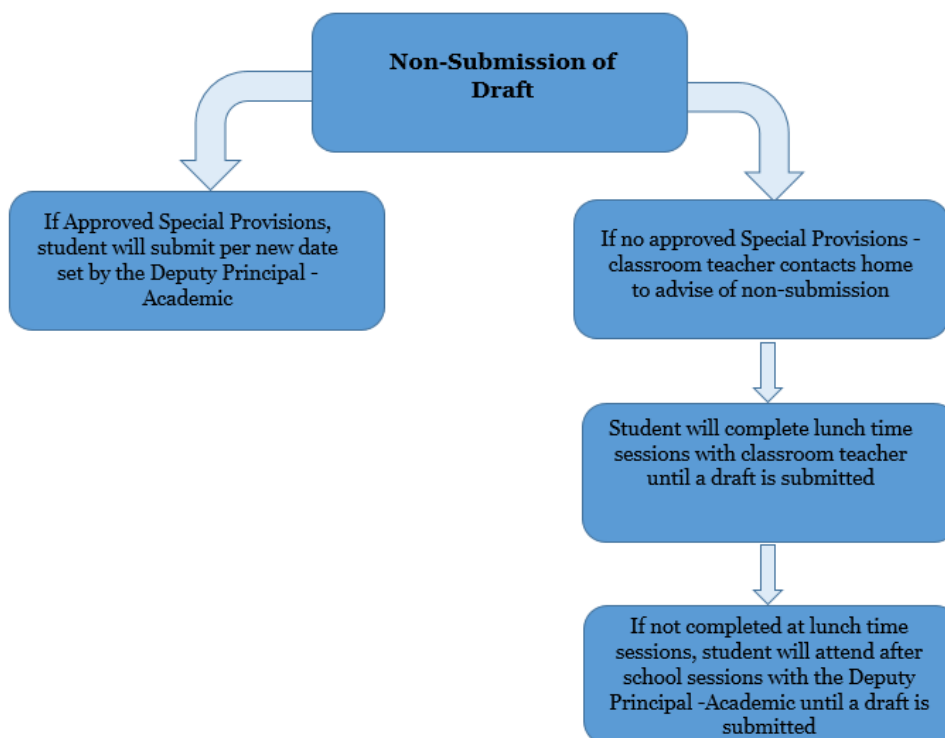 Non-Submission of
Draft
If Approved Special Provisions,
student will submit per new date
set by the Deputy Principal -
Academic
If no approved Special Provisions -
classroom teacher contacts home
to advise of non-submission
Student will complete lunch time
sessions with classroom teacher
until a draft is submitted
If not completed at lunch time
sessions, student will attend after
school sessions with the Deputy
Principal -Academic until a draft is
submitted